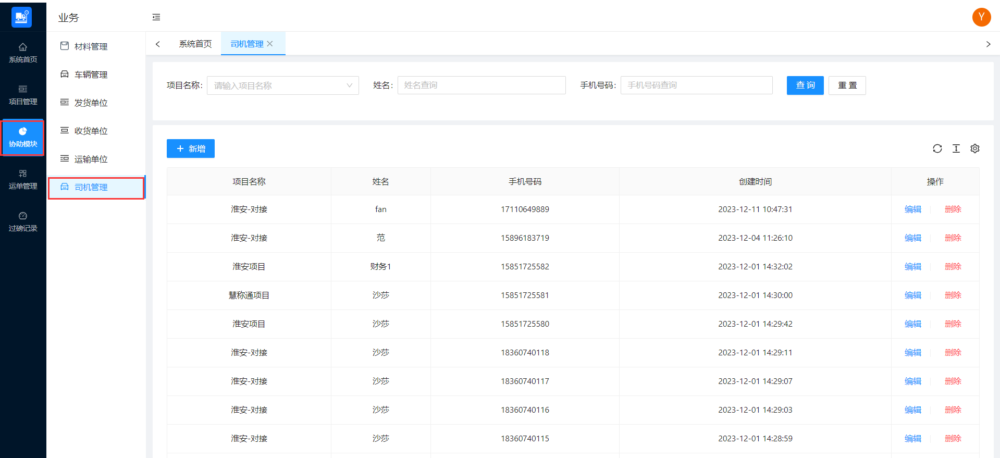 业务
Y
系统首页
项目管理
协助模块
运单管理
过磅记录
材料管理
车辆管理
发货单位
收货单位
运输单位
司机管理
系统首页 司机管理
项目名称: 请输入项目名称 姓名: 姓名查询 手机号码: 手机号码查询 查 询 重 置
新增
项目名称 姓名 手机号码 创建时间 操作
淮安-对接 fan 17110649889 2023-12-11 10:47:31 编辑 删除
淮安-对接 范 15896183719 2023-12-04 11:26:10 编辑 删除
淮安项目 财务1 15851725582 2023-12-01 14:32:02 编辑 删除
慧称通项目 沙莎 15851725581 2023-12-01 14:30:00 编辑 删除
淮安项目 沙莎 15851725580 2023-12-01 14:29:42 编辑 删除
淮安-对接 沙莎 18360740118 2023-12-01 14:29:11 编辑 删除
淮安-对接 沙莎 18360740117 2023-12-01 14:29:07 编辑 删除
淮安-对接 沙莎 18360740116 2023-12-01 14:29:03 编辑 删除
淮安-对接 沙莎 18360740115 2023-12-01 14:28:59 编辑 删除